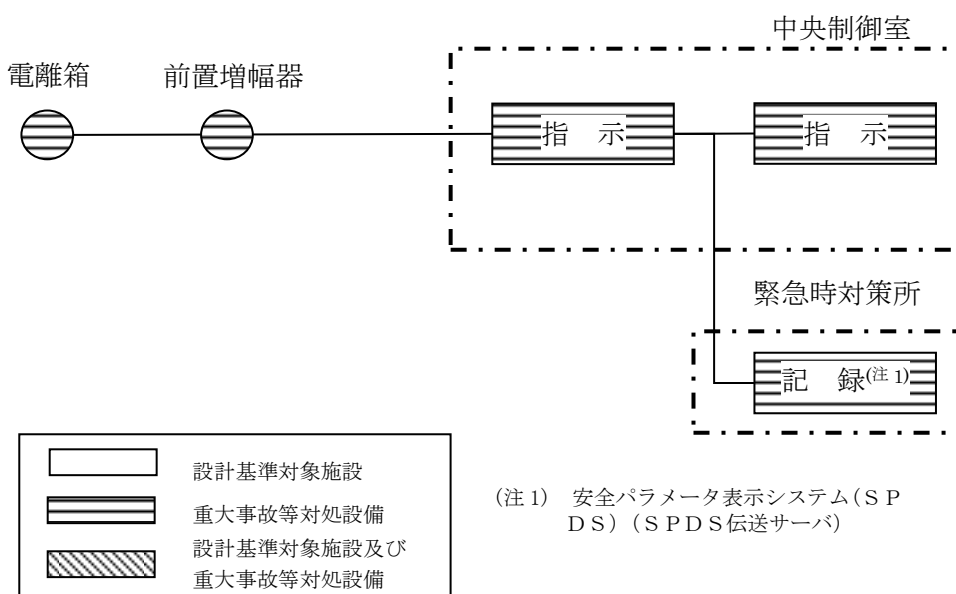 中央制御室
電離箱
前置増幅器
指 示
指 示
緊急時対策所
記 録(注 1)
設計基準対象施設
重大事故等対処設備
設計基準対象施設及び
重大事故等対処設備
(注 1) 安全パラメータ表示システム(SP
DS)(SPDS伝送サーバ)